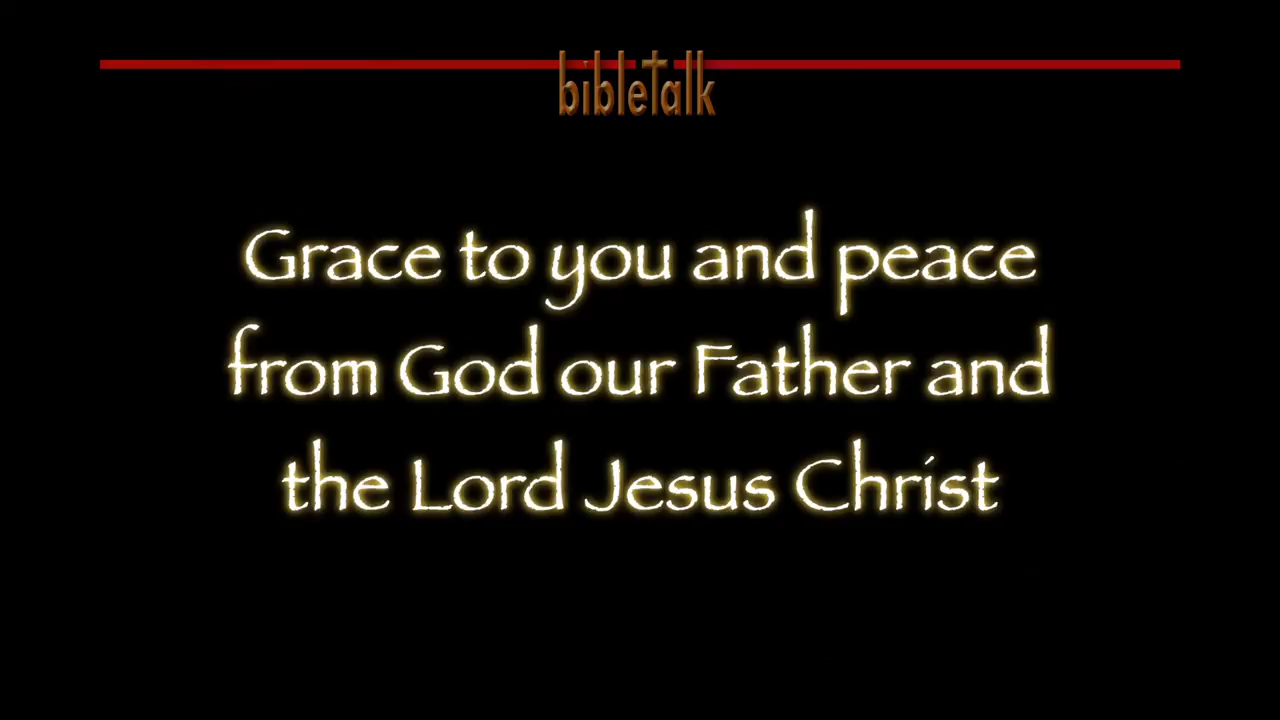 bibleTalk
Grace to you and peace
from God our Father and
the Lord Jesus Christ